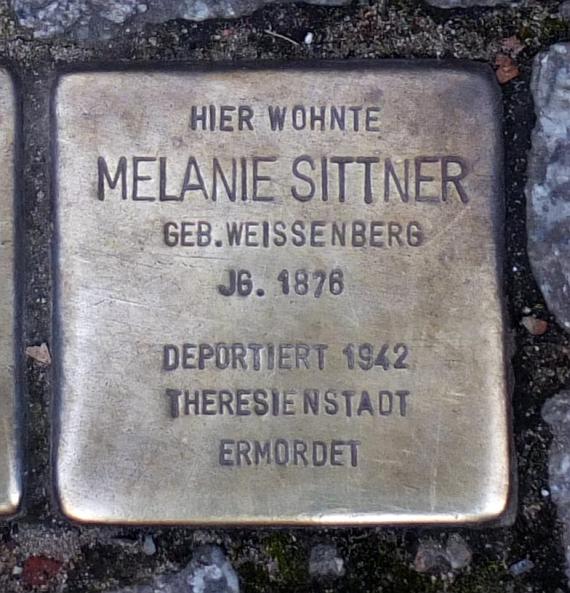 HIER WOHNTE
MELANIE SITTNER
GEB. WEISSENBERG
JG. 1876
DEPORTIERT 1942
THERESIENSTADT
ERMORDET